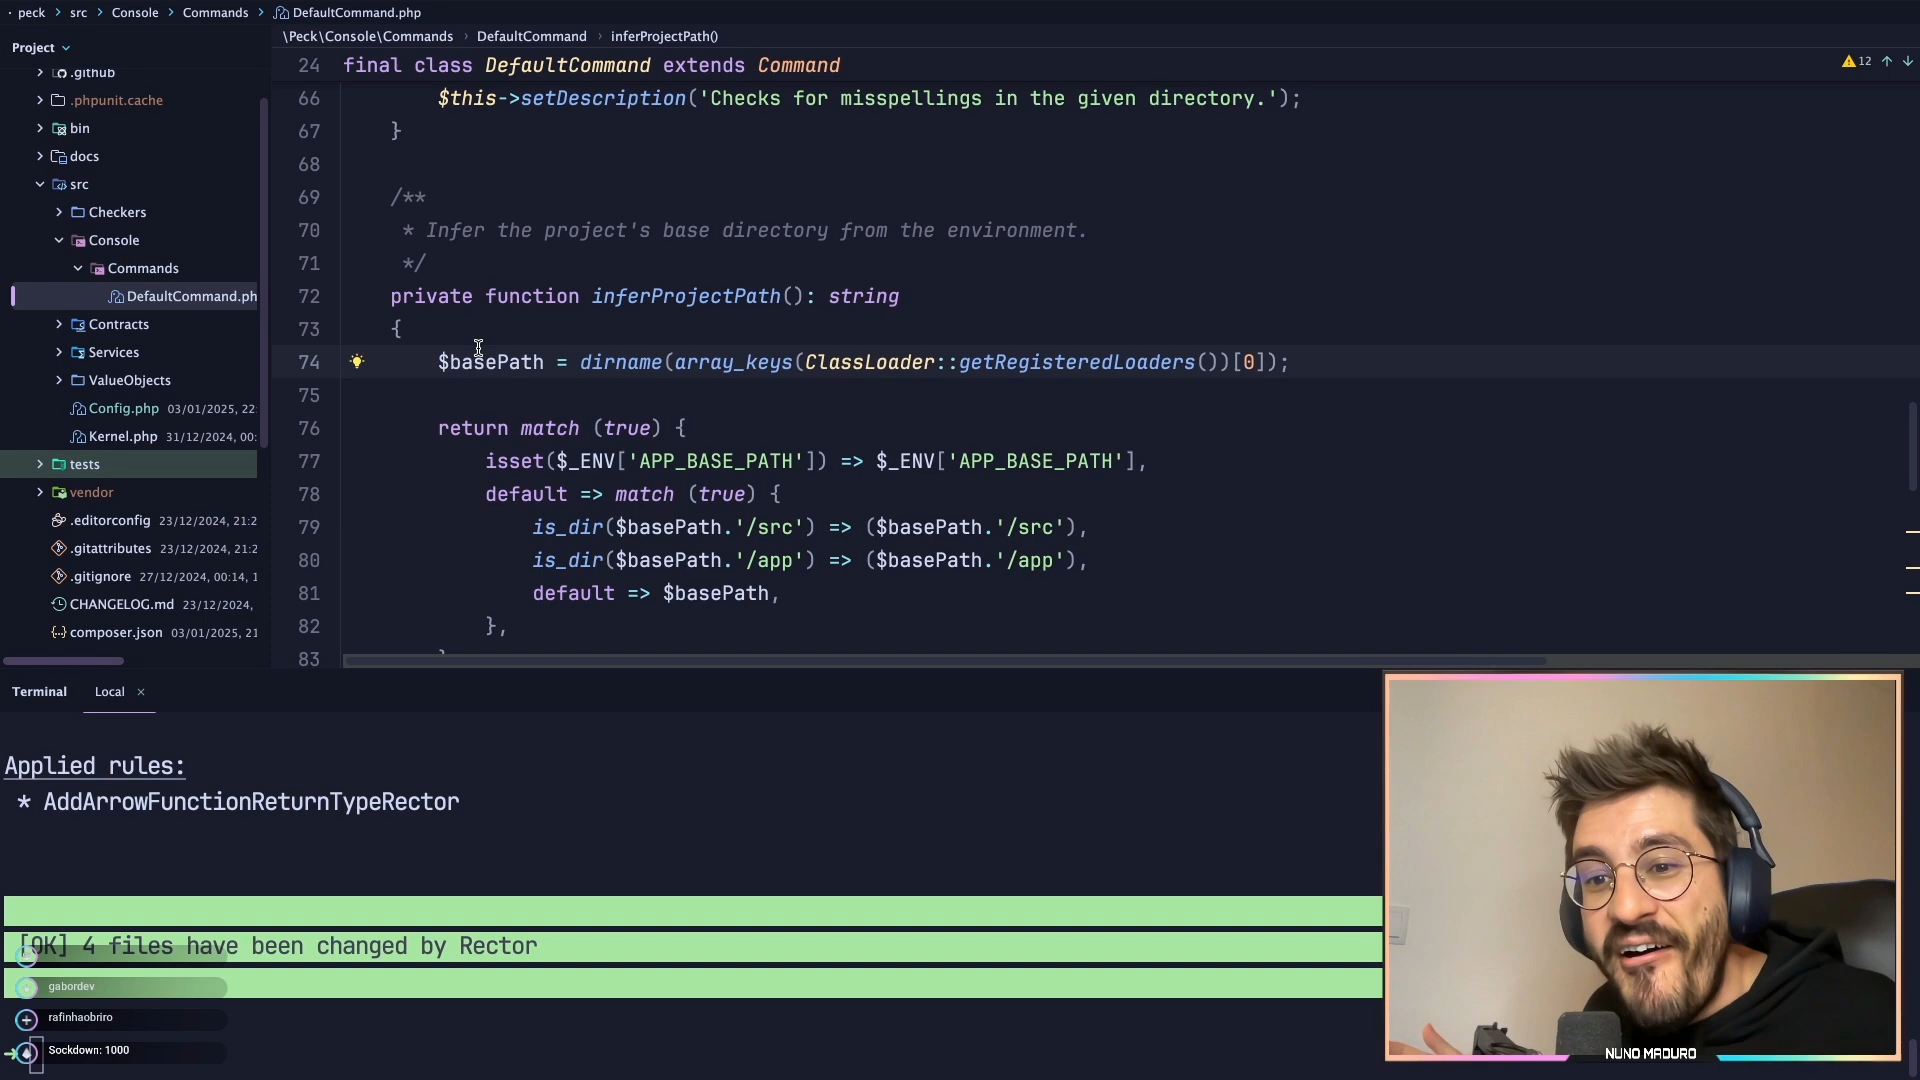 peck > src > Console > Commands > DefaultCommand.php
Project
.github
.phpunit.cache
bin
docs
src
Checkers
Console
Commands
DefaultCommand.ph
Contracts
Services
ValueObjects
Config.php 03/01/2025, 22:
Kernel.php 31/12/2024, 00:
tests
vendor
.editorconfig 23/12/2024, 21:2
.gitattributes 23/12/2024, 21:2
.gitignore 27/12/2024, 00:14, 1
CHANGELOG.md 23/12/2024,
composer.json 03/01/2025, 21
\Peck\Console\Commands > DefaultCommand > inferProjectPath()
12
24 final class DefaultCommand extends Command
66 $this->setDescription('Checks for misspellings in the given directory.');
67 }
68
69 /**
70 * Infer the project's base directory from the environment.
71 */
72 private function inferProjectPath(): string
73 {
74 $basePath = dirname(array_keys(ClassLoader::getRegisteredLoaders())[0]);
75
76 return match (true) {
77 isset($_ENV['APP_BASE_PATH']) => $_ENV['APP_BASE_PATH'],
78 default => match (true) {
79 is_dir($basePath.'/src') => ($basePath.'/src'),
80 is_dir($basePath.'/app') => ($basePath.'/app'),
81 default => $basePath,
82 },
83
Terminal Local ×
Applied rules:
* AddArrowFunctionReturnTypeRector
[OK] 4 files have been changed by Rector
gabordev
rafinhaobriro
Sockdown: 1000
NUNO MADURO